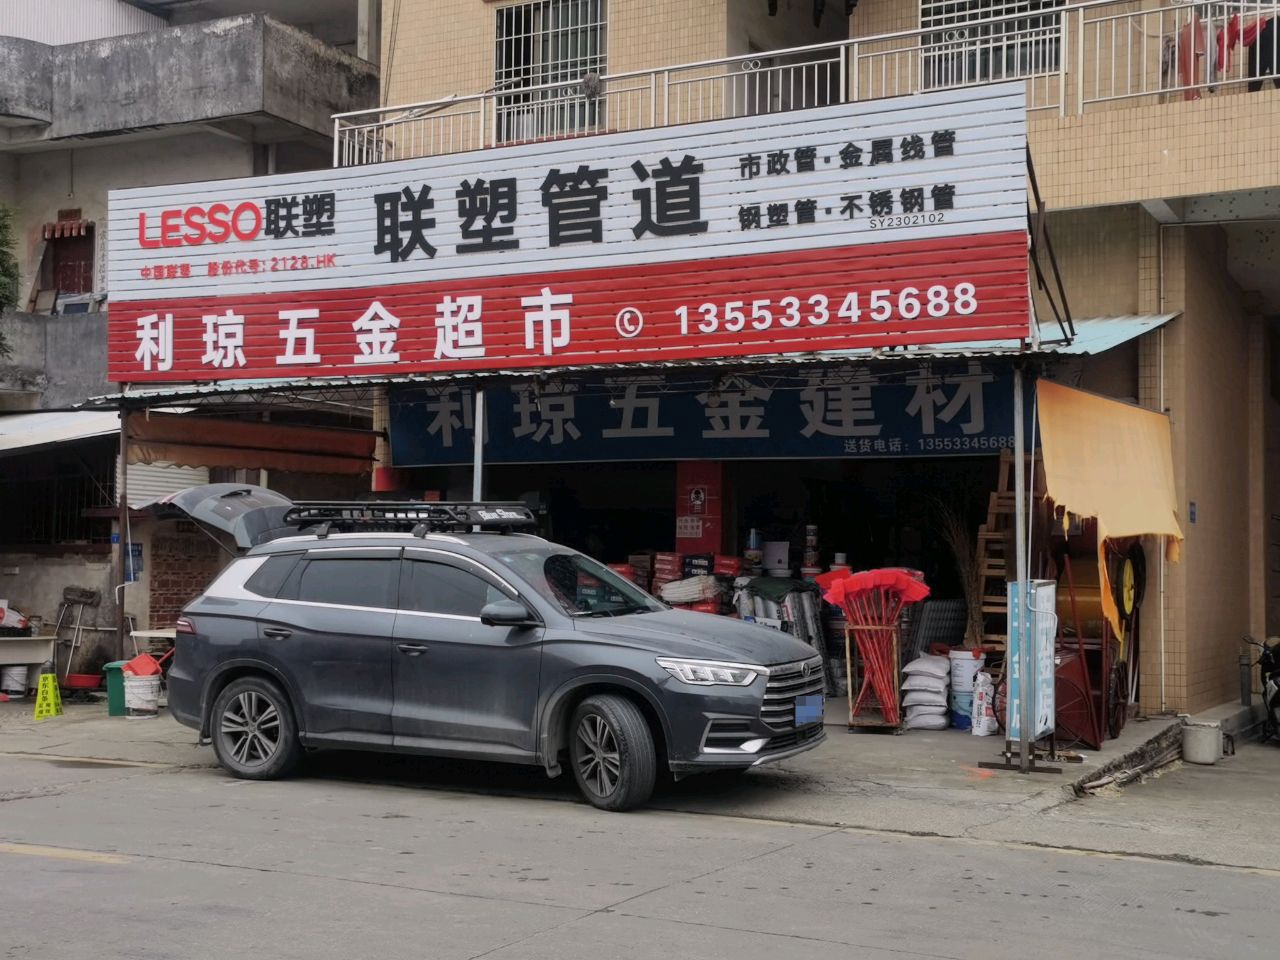 LESSO联塑
中国联塑 股份代号：2128.HK
联塑管道
市政管·金属线管
钢塑管·不锈钢管
SY2302102
利琼五金超市 13553345688
利琼五金建材
送货电话：13553345688
Blue Store